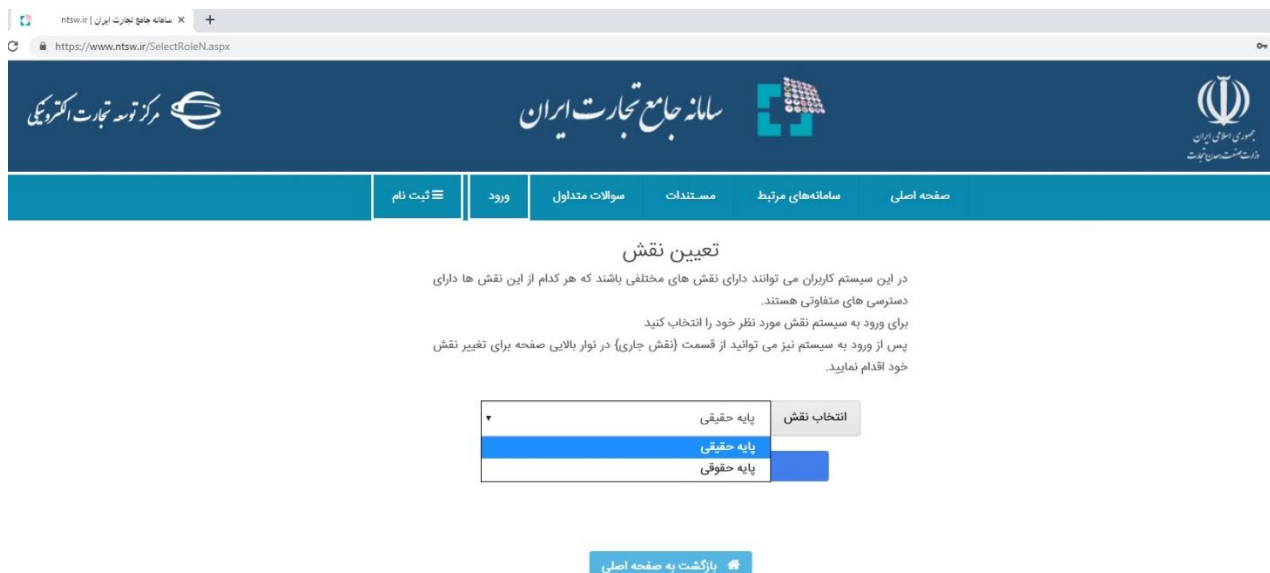 سامانه جامع تجارت ایران | ntsw.ir
https://www.ntsw.ir/SelectRoleN.aspx
جمهوری اسلامی ایران
وزارت صنعت، معدن و تجارت
سامانه جامع تجارت ایران
مرکز توسعه تجارت الکترونیکی
صفحه اصلی
سامانه‌های مرتبط
مستندات
سوالات متداول
ورود
ثبت نام
تعیین نقش
در این سیستم کاربران می توانند دارای نقش های مختلفی باشند که هر کدام از این نقش ها دارای
دسترسی های متفاوتی هستند.
برای ورود به سیستم نقش مورد نظر خود را انتخاب کنید
پس از ورود به سیستم نیز می توانید از قسمت {نقش جاری} در نوار بالایی صفحه برای تغییر نقش
خود اقدام نمایید.
انتخاب نقش
پایه حقیقی
پایه حقیقی
پایه حقوقی
بازگشت به صفحه اصلی